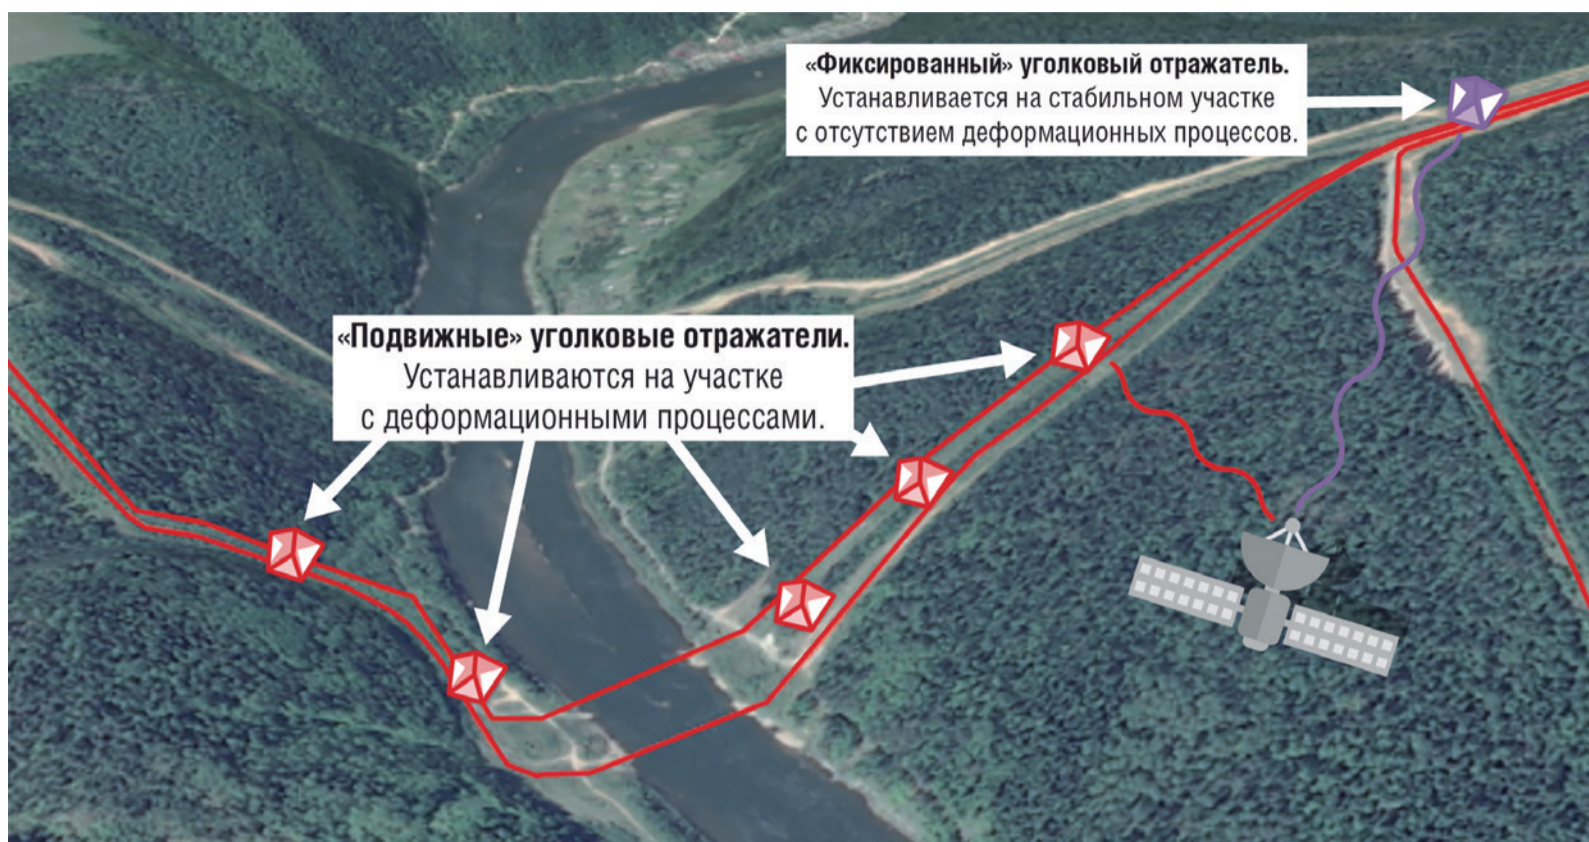 «Фиксированный» уголковый отражатель.
Устанавливается на стабильном участке
с отсутствием деформационных процессов.
«Подвижные» уголковые отражатели.
Устанавливаются на участке
с деформационными процессами.